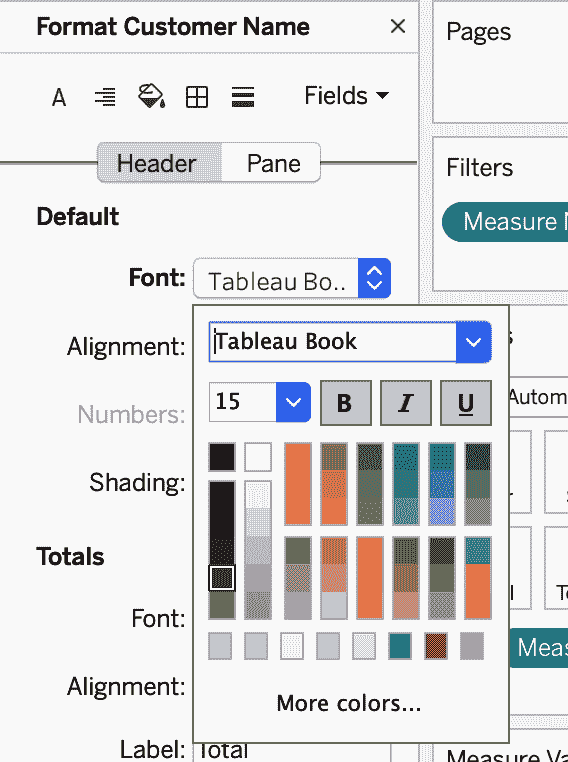 Format Customer Name
Pages
A
Fields
Header
Pane
Filters
Default
Measure
Font:
Tableau Bo..
Alignment:
Tableau Book
Autom
Numbers:
15
B
I
U
Shading:
Totals
Font:
Meas
Alignment:
More colors...
Label:
Total
Measure Va